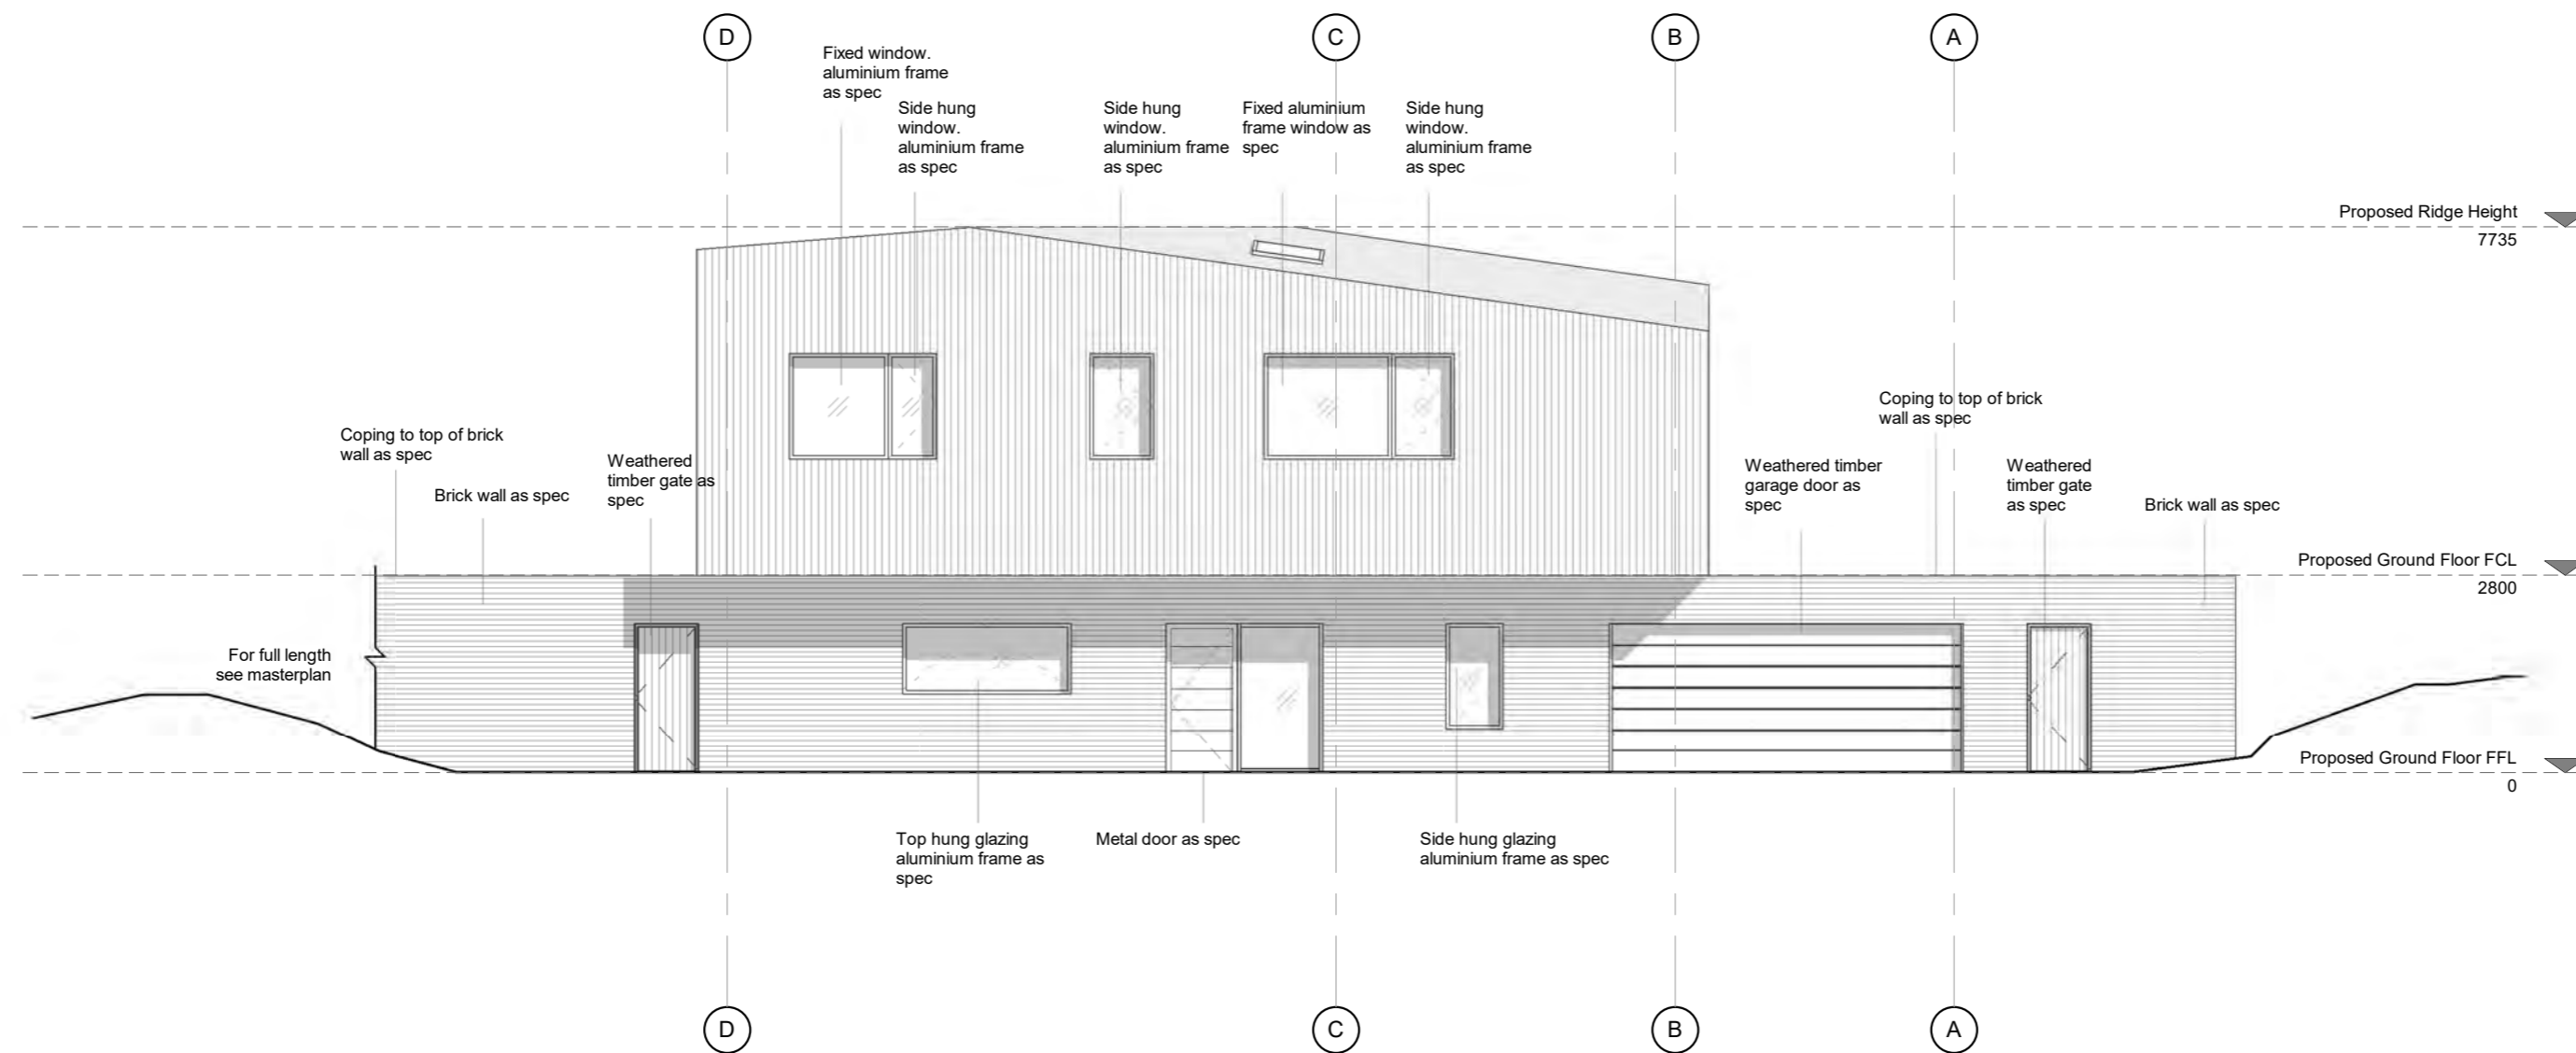 D
C
B
A
Fixed window.
aluminium frame
as spec
Side hung
window.
aluminium frame
as spec
Side hung
window.
aluminium frame
as spec
Fixed aluminium
frame window as
spec
Side hung
window.
aluminium frame
as spec
Proposed Ridge Height
7735
Coping to top of brick
wall as spec
Brick wall as spec
Weathered
timber gate as
spec
Coping to top of brick
wall as spec
Weathered timber
garage door as
spec
Weathered
timber gate
as spec
Brick wall as spec
Proposed Ground Floor FCL
2800
For full length
see masterplan
Proposed Ground Floor FFL
0
Top hung glazing
aluminium frame as
spec
Metal door as spec
Side hung glazing
aluminium frame as spec
D
C
B
A